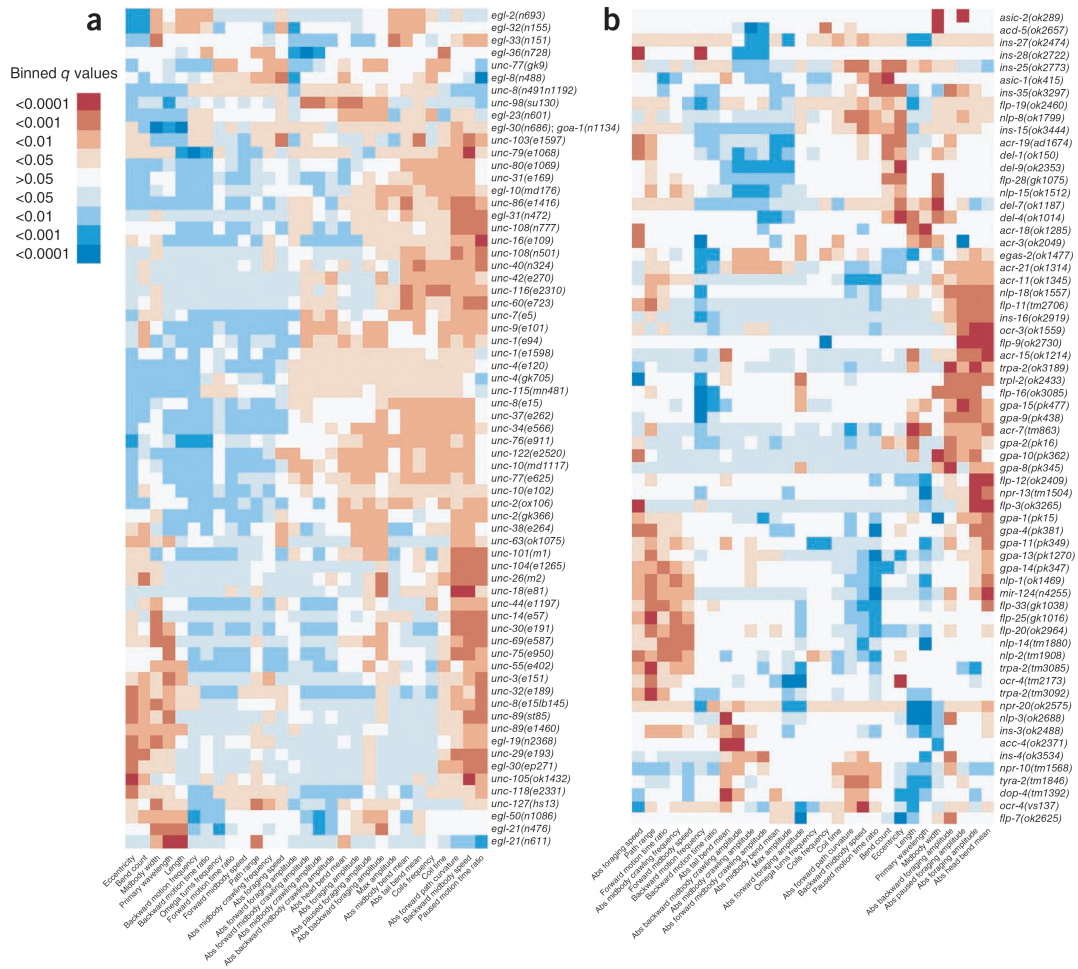 a
b
Binned q values
<0.0001
<0.001
<0.01
<0.05
>0.05
<0.05
<0.01
<0.001
<0.0001
egl-2(n693)
egl-32(n155)
egl-33(n151)
egl-36(n728)
unc-77(gk9)
egl-8(n488)
unc-8(n491n1192)
unc-98(su130)
egl-23(n601)
egl-30(n686); goa-1(n1134)
unc-103(e1597)
unc-79(e1068)
unc-80(e1069)
unc-31(e169)
egl-10(md176)
unc-86(e1416)
egl-31(n472)
unc-108(n777)
unc-16(e109)
unc-108(n501)
unc-40(n324)
unc-42(e270)
unc-116(e2310)
unc-60(e723)
unc-7(e5)
unc-9(e101)
unc-1(e94)
unc-1(e1598)
unc-4(e120)
unc-4(gk705)
unc-115(mn481)
unc-8(e15)
unc-37(e262)
unc-34(e566)
unc-76(e911)
unc-122(e2520)
unc-10(md1117)
unc-77(e625)
unc-10(e102)
unc-2(ox106)
unc-2(gk366)
unc-38(e264)
unc-63(ok1075)
unc-101(m1)
unc-104(e1265)
unc-26(m2)
unc-18(e81)
unc-44(e1197)
unc-14(e57)
unc-30(e191)
unc-69(e587)
unc-75(e950)
unc-55(e402)
unc-3(e151)
unc-32(e189)
unc-8(e15lb145)
unc-89(st85)
unc-89(e1460)
egl-19(n2368)
unc-29(e193)
egl-30(ep271)
unc-105(ok1432)
unc-118(e2331)
unc-127(hs13)
egl-50(n1086)
egl-21(n476)
egl-21(n611)
Eccentricity
Bend count
Midbody width
Length
Primary wavelength
Backward motion frequency
Backward motion time ratio
Omega turns frequency
Forward midbody speed
Forward motion time ratio
Path range
Abs midbody crawling frequency
Abs foraging speed
Abs forward foraging amplitude
Abs forward midbody crawling amplitude
Abs midbody crawling amplitude
Abs backward midbody crawling amplitude
Abs head bend mean
Abs foraging amplitude
Abs paused foraging amplitude
Abs backward foraging amplitude
Max amplitude
Abs midbody bend mean
Abs tail bend mean
Coils frequency
Coil time
Abs forward path curvature
Backward midbody speed
Paused motion time ratio
asic-2(ok289)
acd-5(ok2657)
ins-27(ok2474)
ins-28(ok2722)
ins-25(ok2773)
asic-1(ok415)
ins-35(ok3297)
flp-19(ok2460)
nlp-8(ok1799)
ins-15(ok3444)
acr-19(ad1674)
del-1(ok150)
del-9(ok2353)
flp-28(gk1075)
nlp-15(ok1512)
del-7(ok1187)
del-4(ok1014)
acr-18(ok1285)
acr-3(ok2049)
egas-2(ok1477)
acr-21(ok1314)
acr-11(ok1345)
nlp-18(ok1557)
flp-11(tm2706)
ins-16(ok2919)
ocr-3(ok1559)
flp-9(ok2730)
acr-15(ok1214)
trpa-2(ok3189)
trpl-2(ok2433)
flp-16(ok3085)
gpa-15(pk477)
gpa-9(pk438)
acr-7(tm863)
gpa-2(pk16)
gpa-10(pk362)
gpa-8(pk345)
flp-12(ok2409)
npr-13(tm1504)
flp-3(ok3265)
gpa-1(pk15)
gpa-4(pk381)
gpa-11(pk349)
gpa-13(pk1270)
gpa-14(pk347)
nlp-1(ok1469)
mir-124(n4255)
flp-33(gk1038)
flp-25(gk1016)
flp-20(ok2964)
nlp-14(tm1880)
nlp-2(tm1908)
trpa-2(tm3085)
ocr-4(tm2173)
trpa-2(tm3092)
npr-20(ok2575)
nlp-3(ok2688)
ins-3(ok2488)
acc-4(ok2371)
ins-4(ok3534)
npr-10(tm1568)
tyra-2(tm1846)
dop-4(tm1392)
ocr-4(vs137)
flp-7(ok2625)
Abs foraging speed
Path range
Forward motion time ratio
Abs midbody crawling frequency
Forward midbody speed
Backward motion time ratio
Backward motion frequency
Abs tail bend mean
Abs backward midbody crawling amplitude
Abs midbody crawling amplitude
Abs forward midbody crawling amplitude
Abs midbody bend mean
Max amplitude
Abs forward foraging amplitude
Omega turns frequency
Coils frequency
Coil time
Abs forward path curvature
Backward midbody speed
Paused motion time ratio
Bend count
Eccentricity
Length
Primary wavelength
Midbody width
Abs backward foraging amplitude
Abs foraging amplitude
Abs paused foraging amplitude
Abs head bend mean